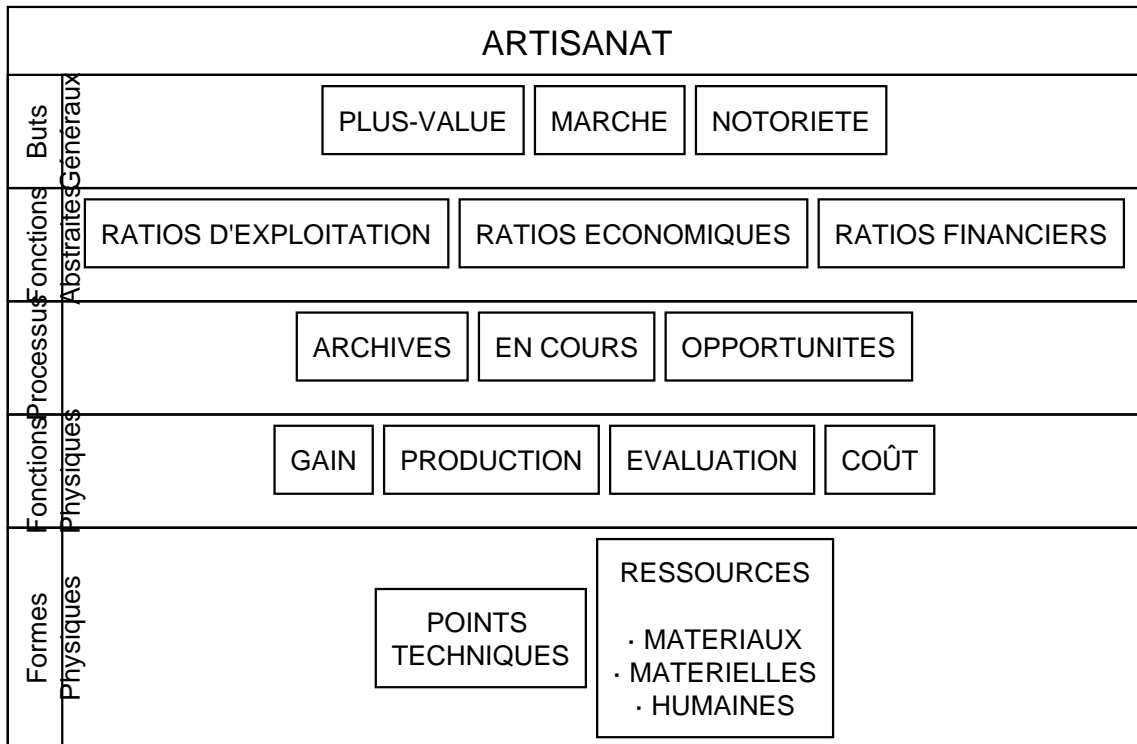 ARTISANAT
Buts
Généraux
PLUS-VALUE MARCHE NOTORIETE
Fonctions
Abstraites
RATIOS D'EXPLOITATION RATIOS ECONOMIQUES RATIOS FINANCIERS
Processus
ARCHIVES EN COURS OPPORTUNITES
Fonctions
Physiques
GAIN PRODUCTION EVALUATION COÛT
Formes
Physiques
POINTS
TECHNIQUES
RESSOURCES
· MATERIAUX
· MATERIELLES
· HUMAINES